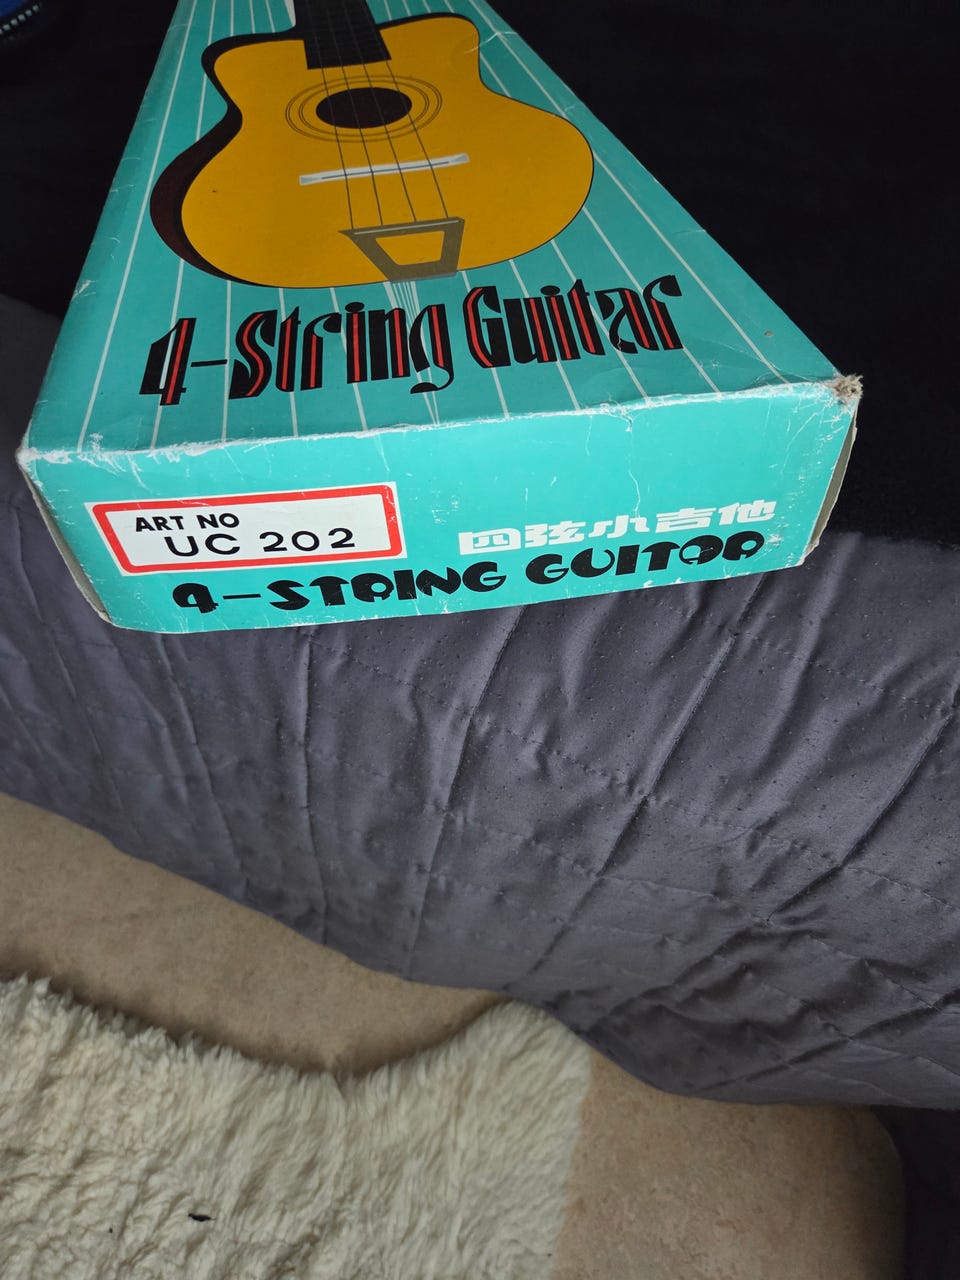 4-String Guitar
ART NO
UC 202
四弦小吉他
4-STRING GUITAR